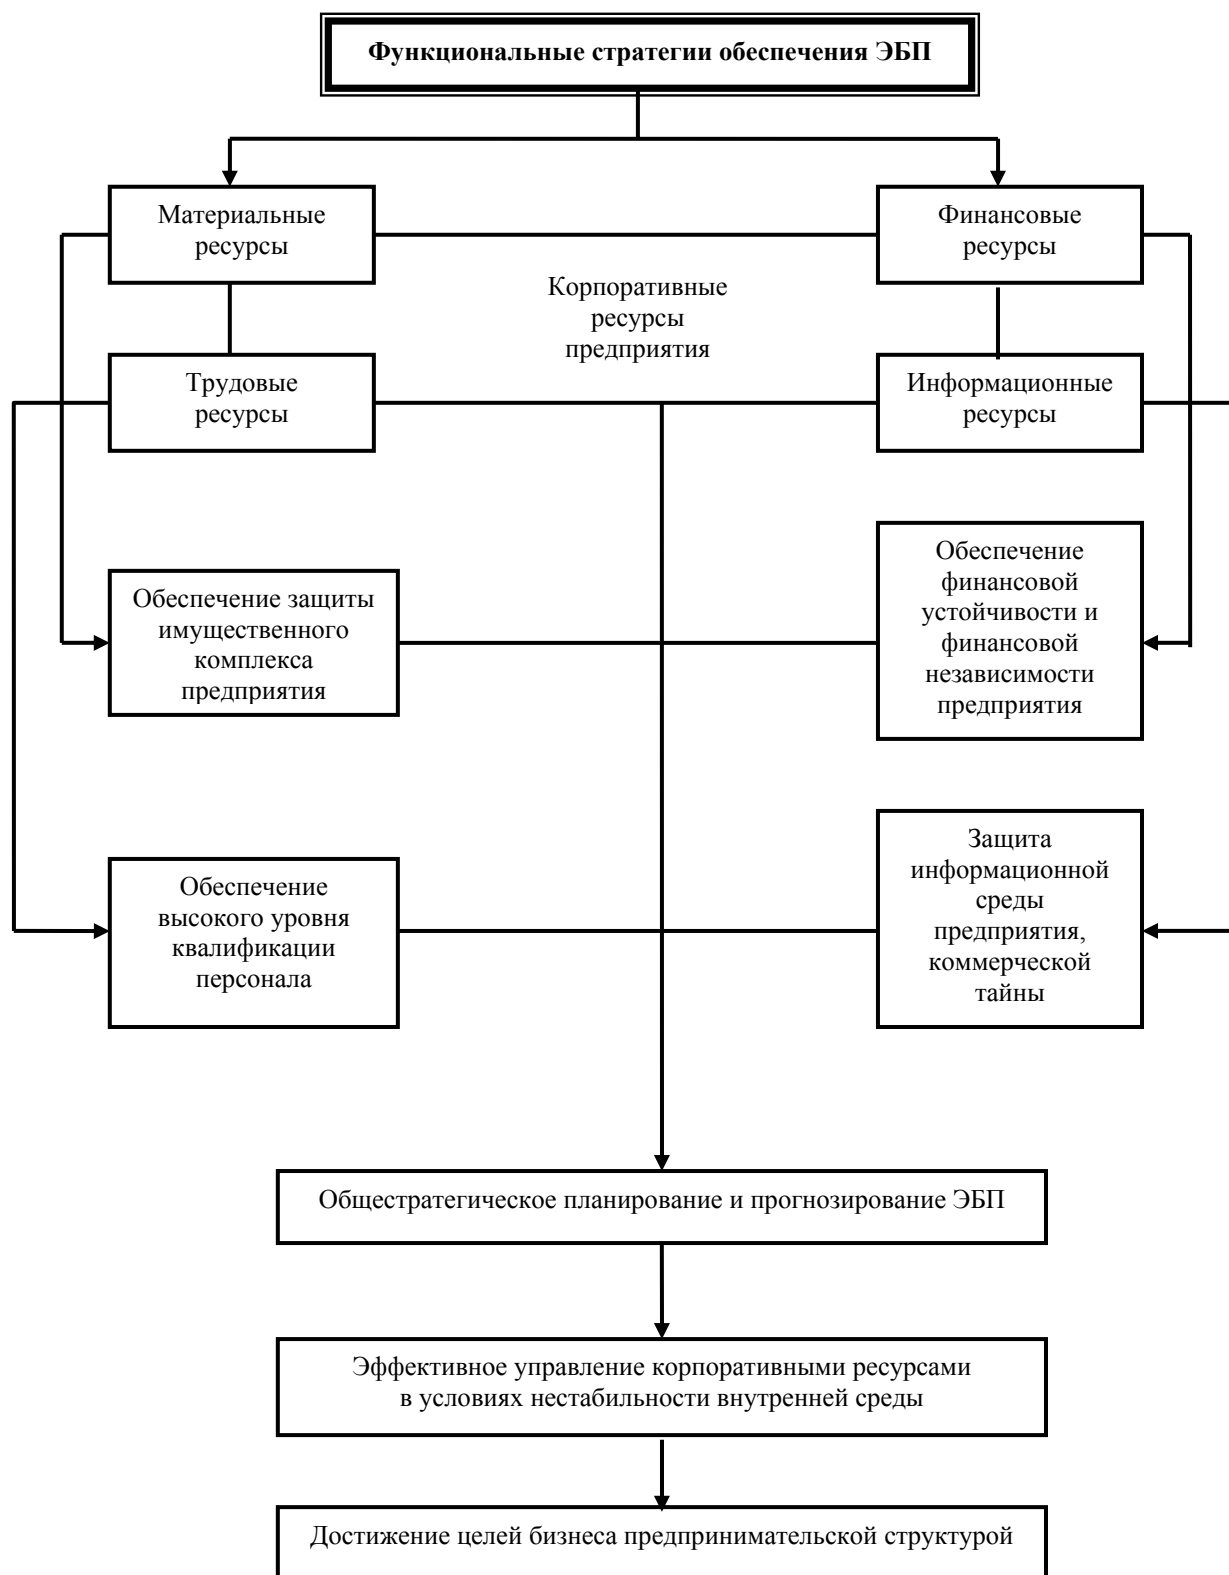 Функциональные стратегии обеспечения ЭБП
Материальные
ресурсы
Финансовые
ресурсы
Корпоративные
ресурсы
предприятия
Трудовые
ресурсы
Информационные
ресурсы
Обеспечение защиты
имущественного
комплекса
предприятия
Обеспечение
финансовой
устойчивости и
финансовой
независимости
предприятия
Обеспечение
высокого уровня
квалификации
персонала
Защита
информационной
среды
предприятия,
коммерческой
тайны
Общестратегическое планирование и прогнозирование ЭБП
Эффективное управление корпоративными ресурсами
в условиях нестабильности внутренней среды
Достижение целей бизнеса предпринимательской структурой